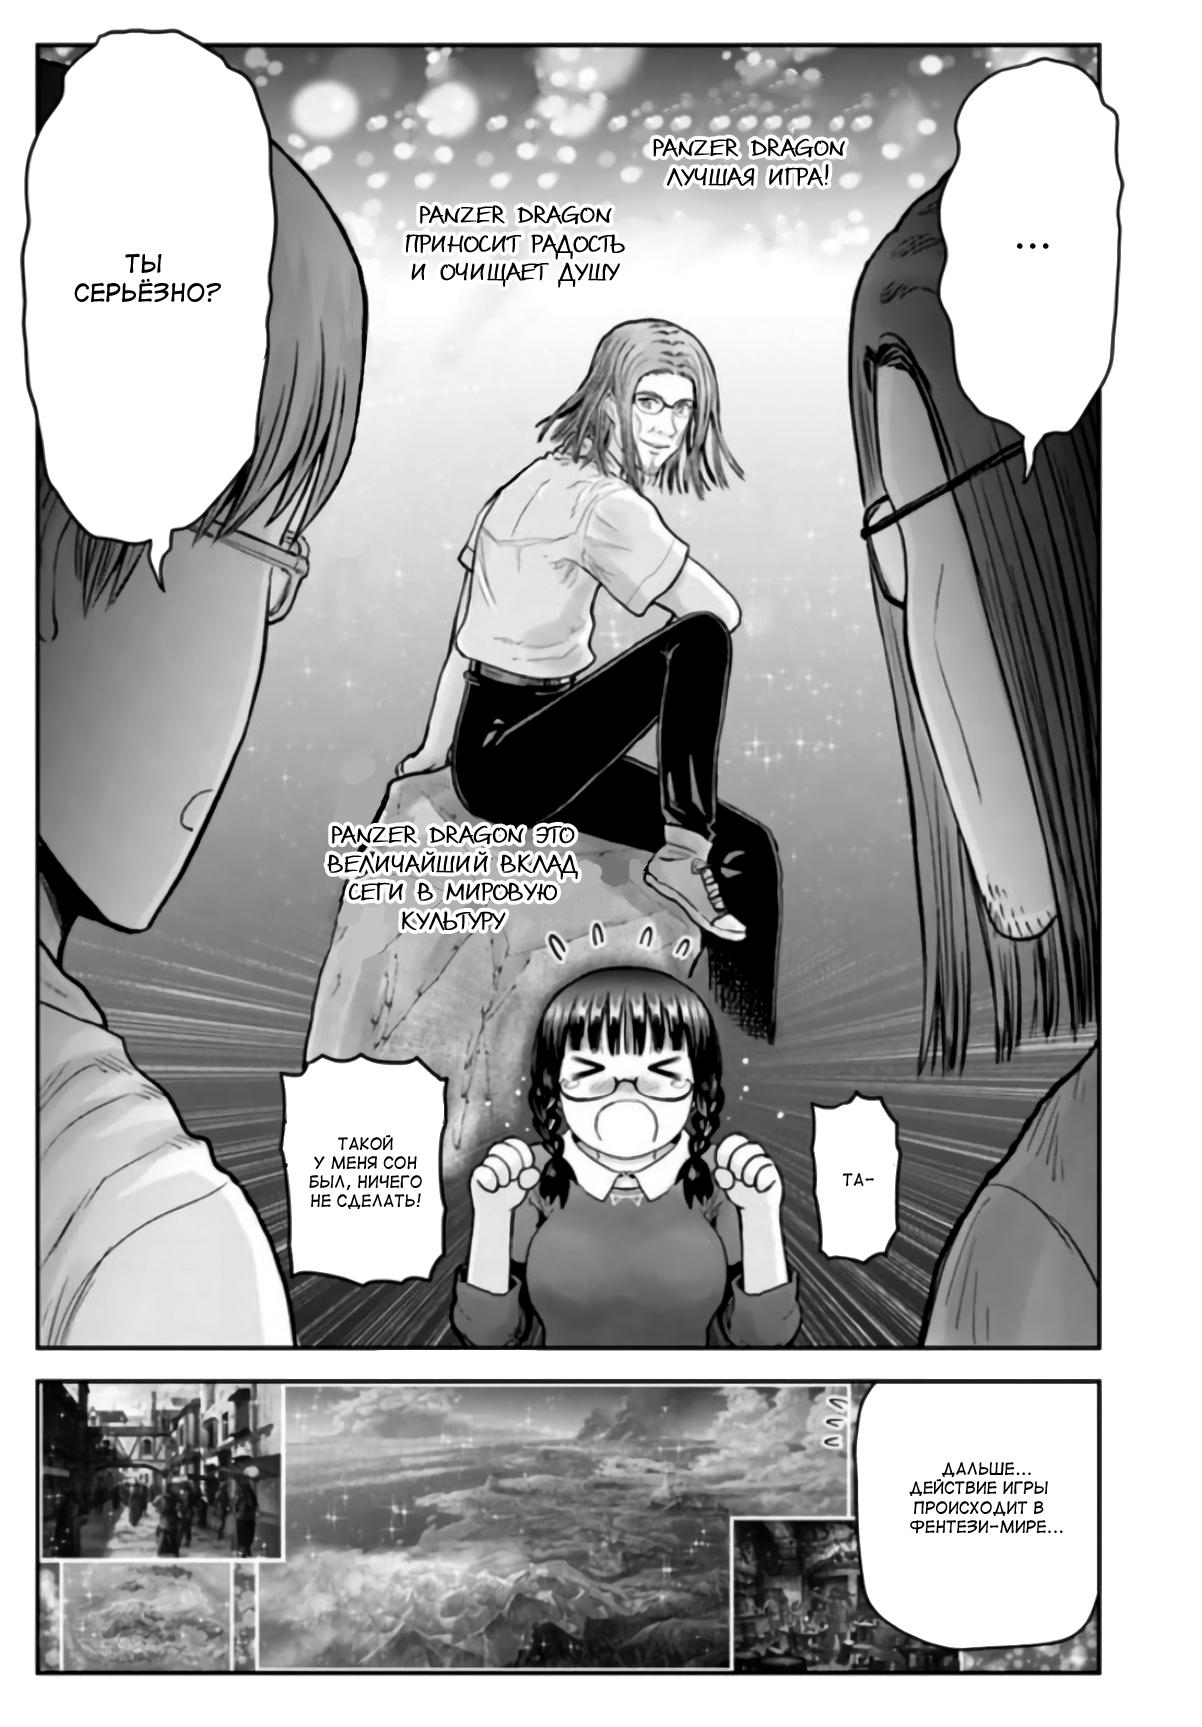 ...
PANZER DRAGON
ЛУЧШАЯ ИГРА!
PANZER DRAGON
ПРИНОСИТ РАДОСТЬ
И ОЧИЩАЕТ ДУШУ
ТЫ
СЕРЬЁЗНО?
PANZER DRAGON ЭТО
ВЕЛИЧАЙШИЙ ВКЛАД
СЕГИ В МИРОВУЮ
КУЛЬТУРУ
ТА-
ТАКОЙ
У МЕНЯ СОН
БЫЛ, НИЧЕГО
НЕ СДЕЛАТЬ!
ДАЛЬШЕ...
ДЕЙСТВИЕ ИГРЫ
ПРОИСХОДИТ В
ФЕНТЕЗИ-МИРЕ...